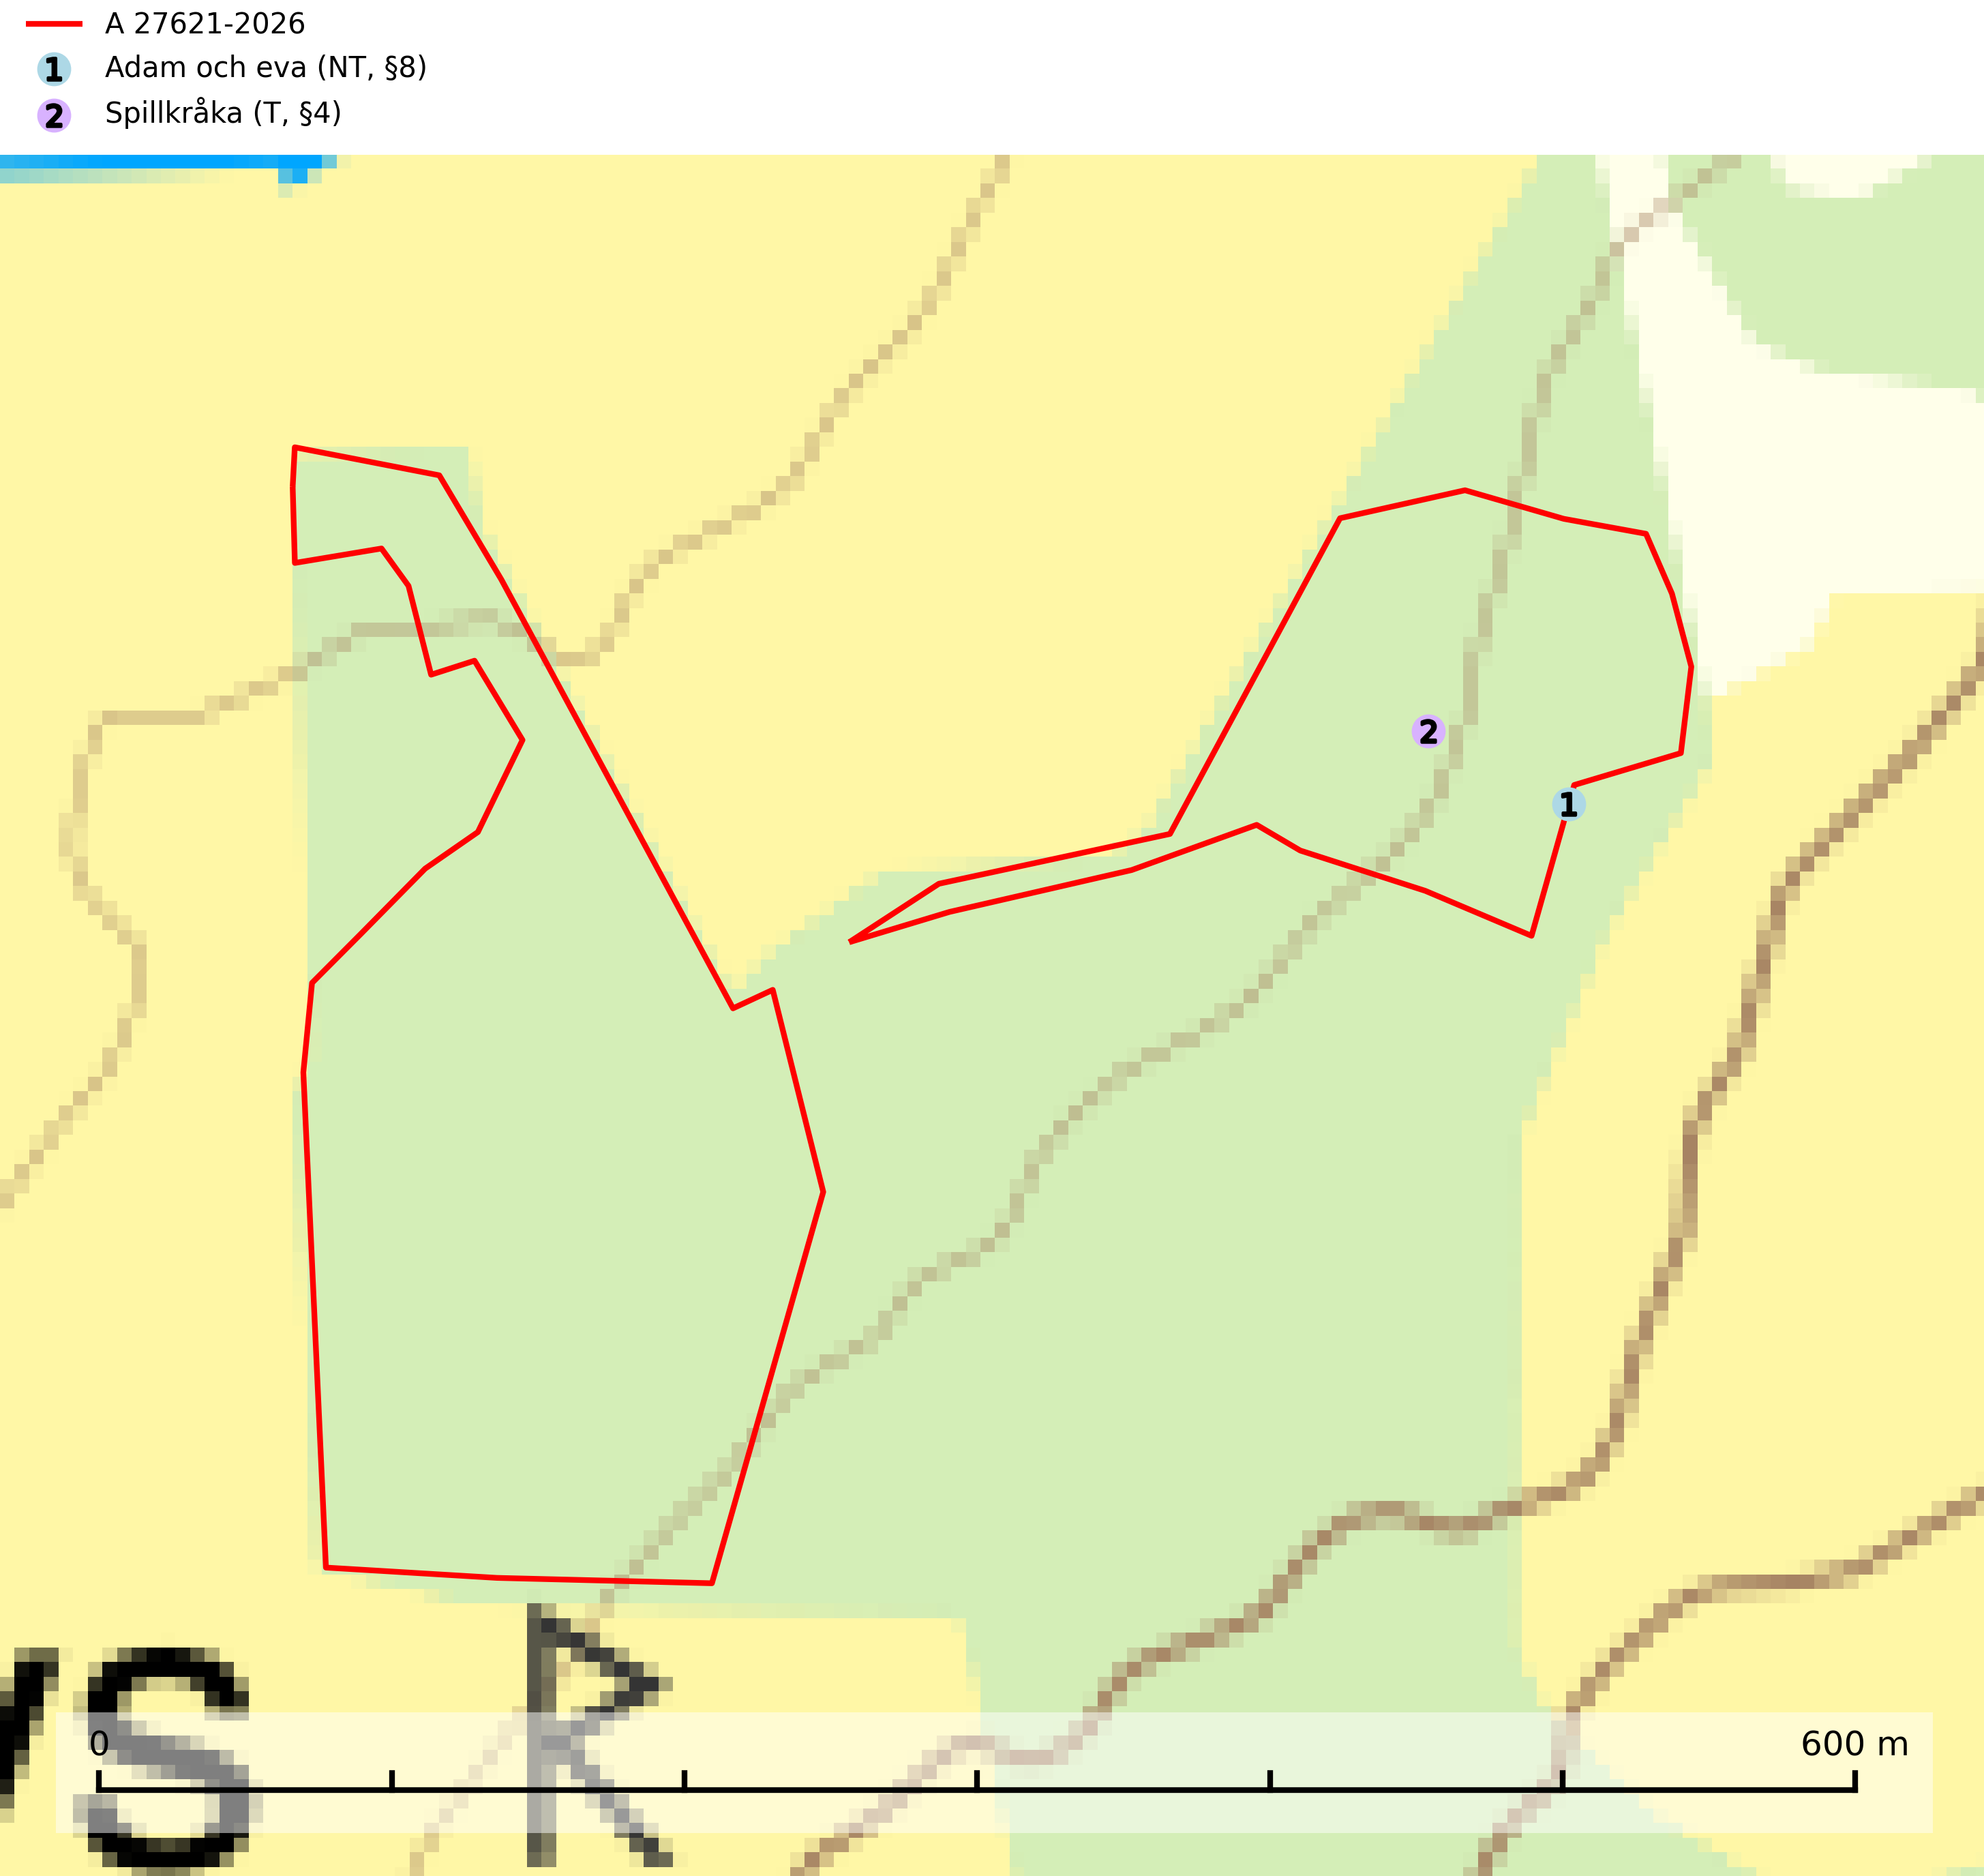 A 27621-2026
1 Adam och eva (NT, §8)
2 Spillkråka (T, §4)
2
1
S K
0 600 m